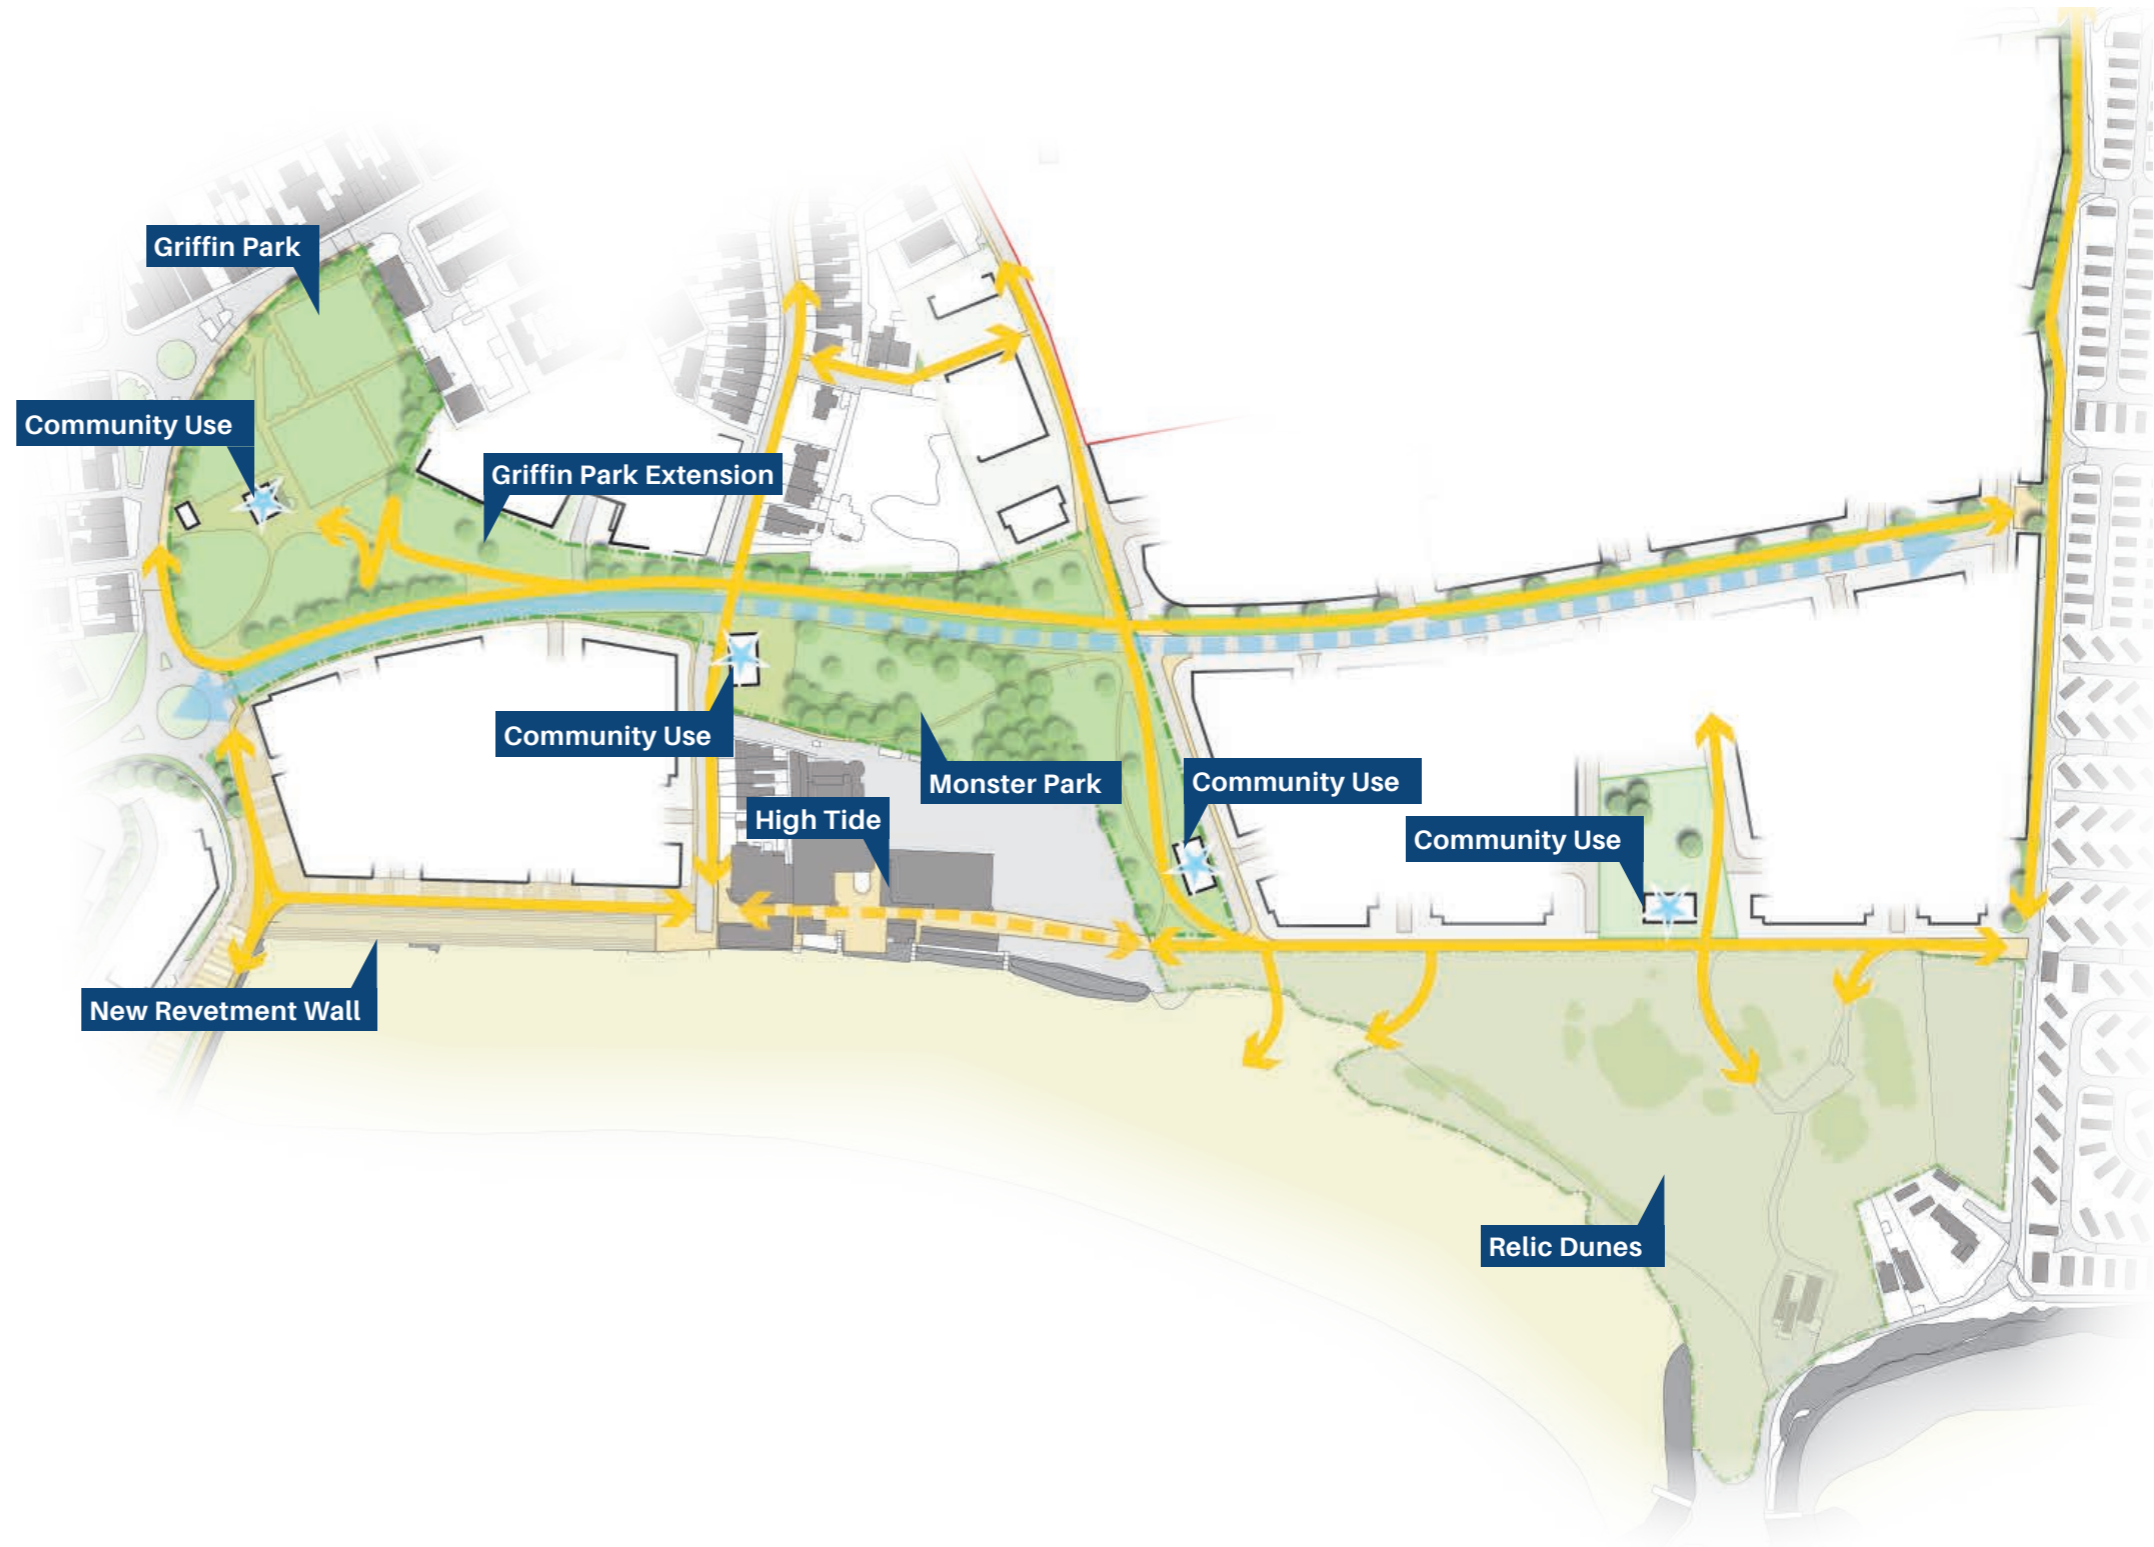 Griffin Park
Community Use
Griffin Park Extension
Community Use
Monster Park
Community Use
High Tide
Community Use
New Revetment Wall
Relic Dunes